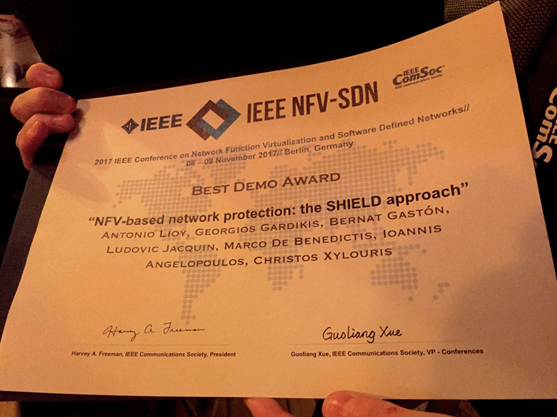 IEEE
IEEE NFV-SDN
IEEE
ComSoc
2017 IEEE Conference on Network Function Virtualization and Software Defined Networks//
06 – 08 November 2017// Berlin, Germany
BEST DEMO AWARD
“NFV-based network protection: the SHIELD approach”
ANTONIO LIOY, GEORGIOS GARDIKIS, BERNAT GASTÓN,
LUDOVIC JACQUIN, MARCO DE BENEDICTIS, IOANNIS
ANGELOPOULOS, CHRISTOS XYLOURIS
Harvey A. Freeman
Guoliang Xue
Harvey A. Freeman, IEEE Communications Society, President
Guoliang Xue, IEEE Communications Society, VP - Conferences